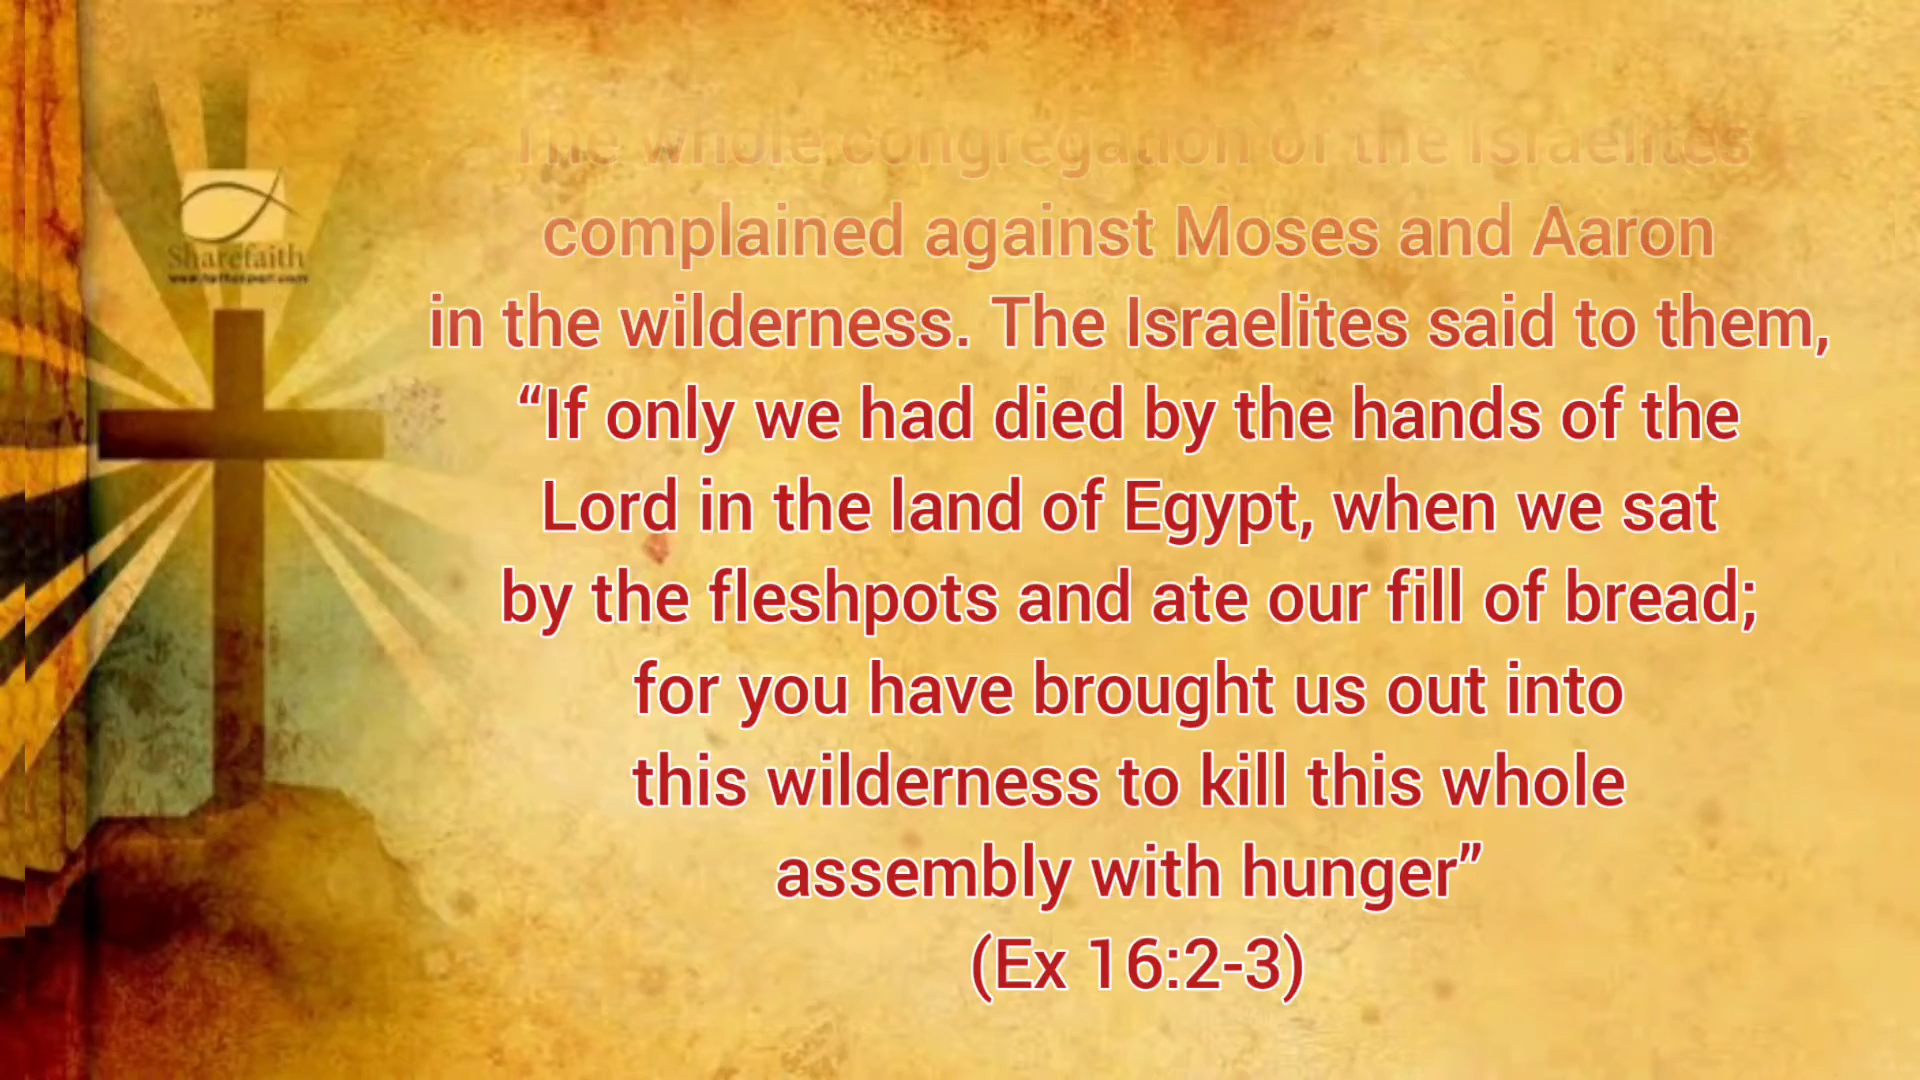 The whole congregation of the Israelites
complained against Moses and Aaron
in the wilderness. The Israelites said to them,
“If only we had died by the hands of the
Lord in the land of Egypt, when we sat
by the fleshpots and ate our fill of bread;
for you have brought us out into
this wilderness to kill this whole
assembly with hunger”
(Ex 16:2-3)
Sharefaith